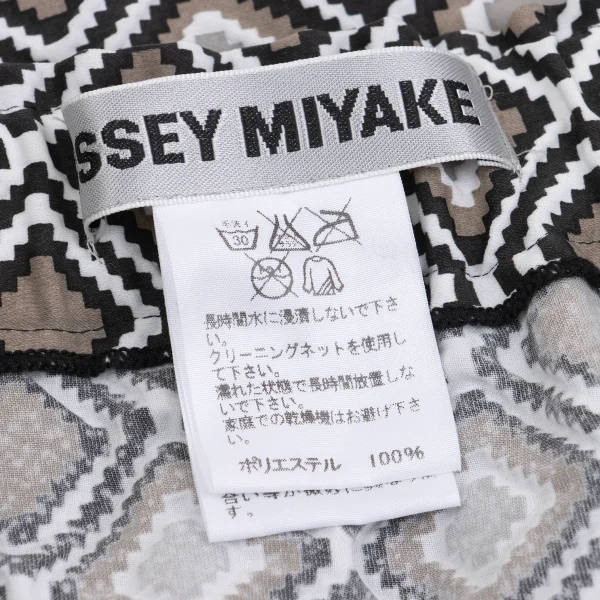 SSEY MIYAKE
手洗イ
30
長時間水に浸漬しないで下さ
い。
クリーニングネットを使用し
て下さい。
濡れた状態で長時間放置しな
いで下さい。
家庭での乾燥機はお避け下さ
い。
ポリエステル 100%
す。